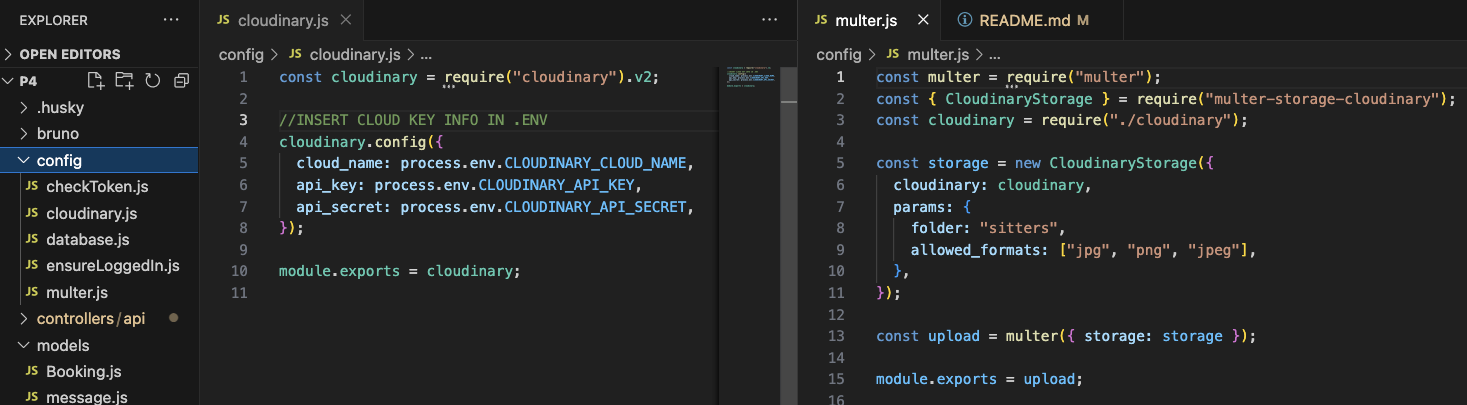 EXPLORER ...
OPEN EDITORS
P4
.husky
bruno
config
JS checkToken.js
JS cloudinary.js
JS database.js
JS ensureLoggedIn.js
JS multer.js
controllers/api
models
JS Booking.js
JS message.js
JS cloudinary.js ...
config > JS cloudinary.js > ...
1 const cloudinary = require("cloudinary").v2;
2
3 //INSERT CLOUD KEY INFO IN .ENV
4 cloudinary.config({
5 cloud_name: process.env.CLOUDINARY_CLOUD_NAME,
6 api_key: process.env.CLOUDINARY_API_KEY,
7 api_secret: process.env.CLOUDINARY_API_SECRET,
8 });
9
10 module.exports = cloudinary;
11
JS multer.js README.md M
config > JS multer.js > ...
1 const multer = require("multer");
2 const { CloudinaryStorage } = require("multer-storage-cloudinary");
3 const cloudinary = require("./cloudinary");
4
5 const storage = new CloudinaryStorage({
6 cloudinary: cloudinary,
7 params: {
8 folder: "sitters",
9 allowed_formats: ["jpg", "png", "jpeg"],
10 },
11 });
12
13 const upload = multer({ storage: storage });
14
15 module.exports = upload;
16